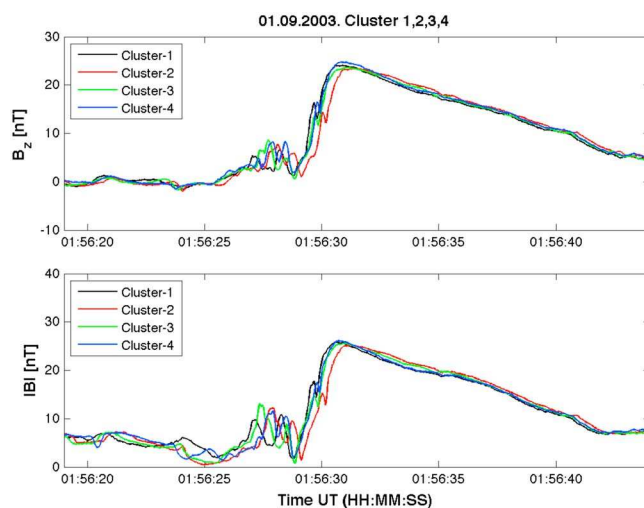 01.09.2003. Cluster 1,2,3,4
30
20
10
0
-10
Bz [nT]
Cluster-1
Cluster-2
Cluster-3
Cluster-4
01:56:20 01:56:25 01:56:30 01:56:35 01:56:40
40
30
20
10
0
|B| [nT]
Cluster-1
Cluster-2
Cluster-3
Cluster-4
01:56:20 01:56:25 01:56:30 01:56:35 01:56:40
Time UT (HH:MM:SS)